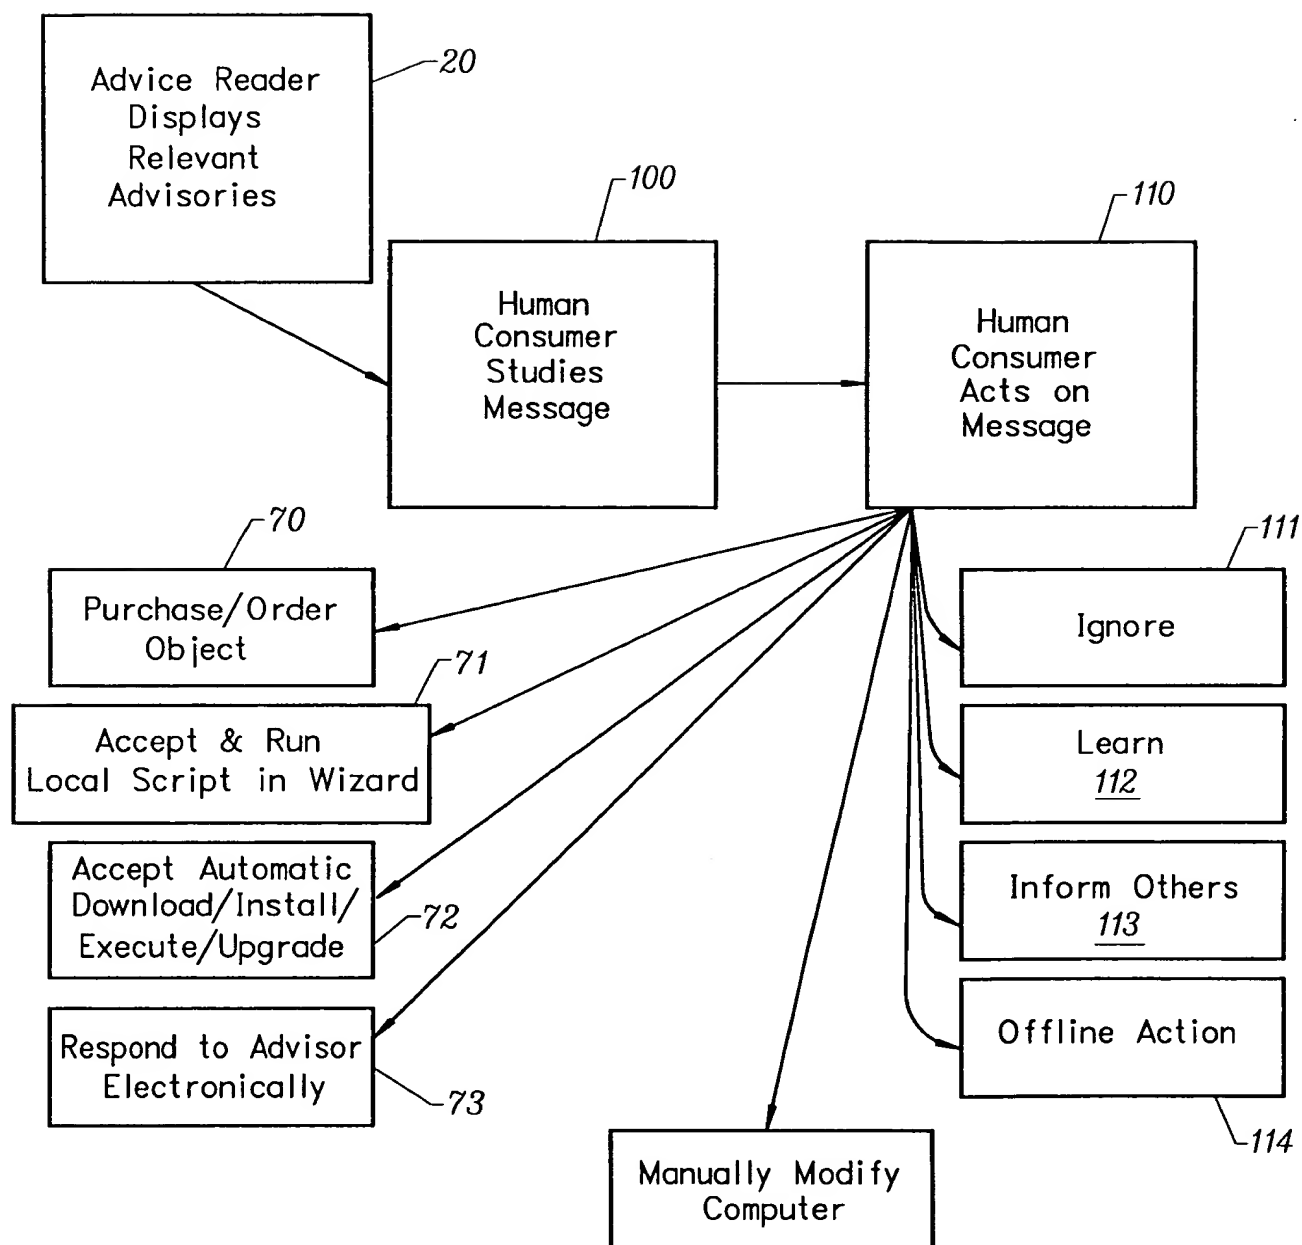 20
Advice Reader
Displays
Relevant
Advisories
100
Human
Consumer
Studies
Message
110
Human
Consumer
Acts on
Message
70
Purchase/Order
Object
71
Accept & Run
Local Script in Wizard
Accept Automatic
Download/Install/
Execute/Upgrade
72
Respond to Advisor
Electronically
73
Manually Modify
Computer
111
Ignore
Learn
112
Inform Others
113
Offline Action
114